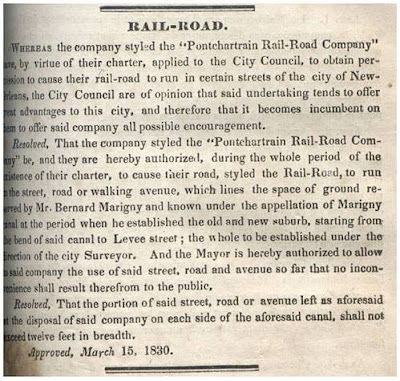 RAIL-ROAD.
WHEREAS the company styled the "Pontchartrain Rail-Road Company"
by virtue of their charter, applied to the City Council, to obtain per-
mission to cause their rail-road to run in certain streets of the city of New-
Orleans, the City Council are of opinion that said undertaking tends to offer
great advantages to this city, and therefore that it becomes incumbent on
them to offer said company all possible encouragement.
Resolved, That the company styled the "Pontchartrain Rail-Road Com-
pany" be, and they are hereby authorized, during the whole period of the
existence of their charter, to cause their road, styled the Rail-Road, to run
in the street, road or walking avenue, which lines the space of ground re-
served by Mr. Bernard Marigny and known under the appellation of Marigny
canal at the period when he established the old and new suburb, starting from
the bend of said canal to Levee street; the whole to be established under the
direction of the city Surveyor. And the Mayor is hereby authorized to allow
said company the use of said street, road and avenue so far that no incon-
venience shall result therefrom to the public,
Resolved, That the portion of said street, road or avenue left as aforesaid
at the disposal of said company on each side of the aforesaid canal, shall not
exceed twelve feet in breadth.
Approved, March 15, 1830.